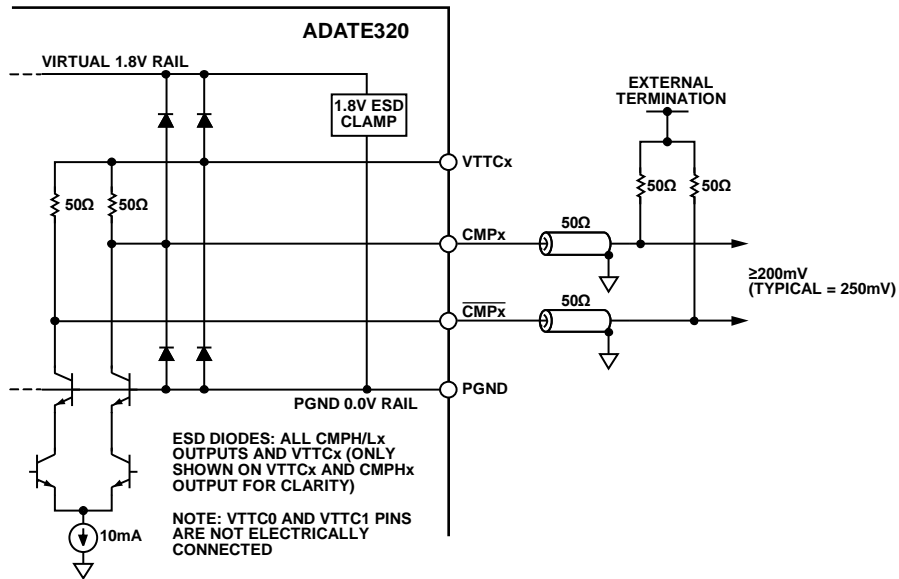 ADATE320
VIRTUAL 1.8V RAIL
1.8V ESD
CLAMP
EXTERNAL
TERMINATION
VTTCx
50Ω
50Ω
50Ω
50Ω
50Ω
CMPx
≥200mV
(TYPICAL = 250mV)
50Ω
CMPx
PGND
PGND 0.0V RAIL
ESD DIODES: ALL CMPH/Lx
OUTPUTS AND VTTCx (ONLY
SHOWN ON VTTCx AND CMPHx
OUTPUT FOR CLARITY)
NOTE: VTTC0 AND VTTC1 PINS
ARE NOT ELECTRICALLY
CONNECTED
10mA